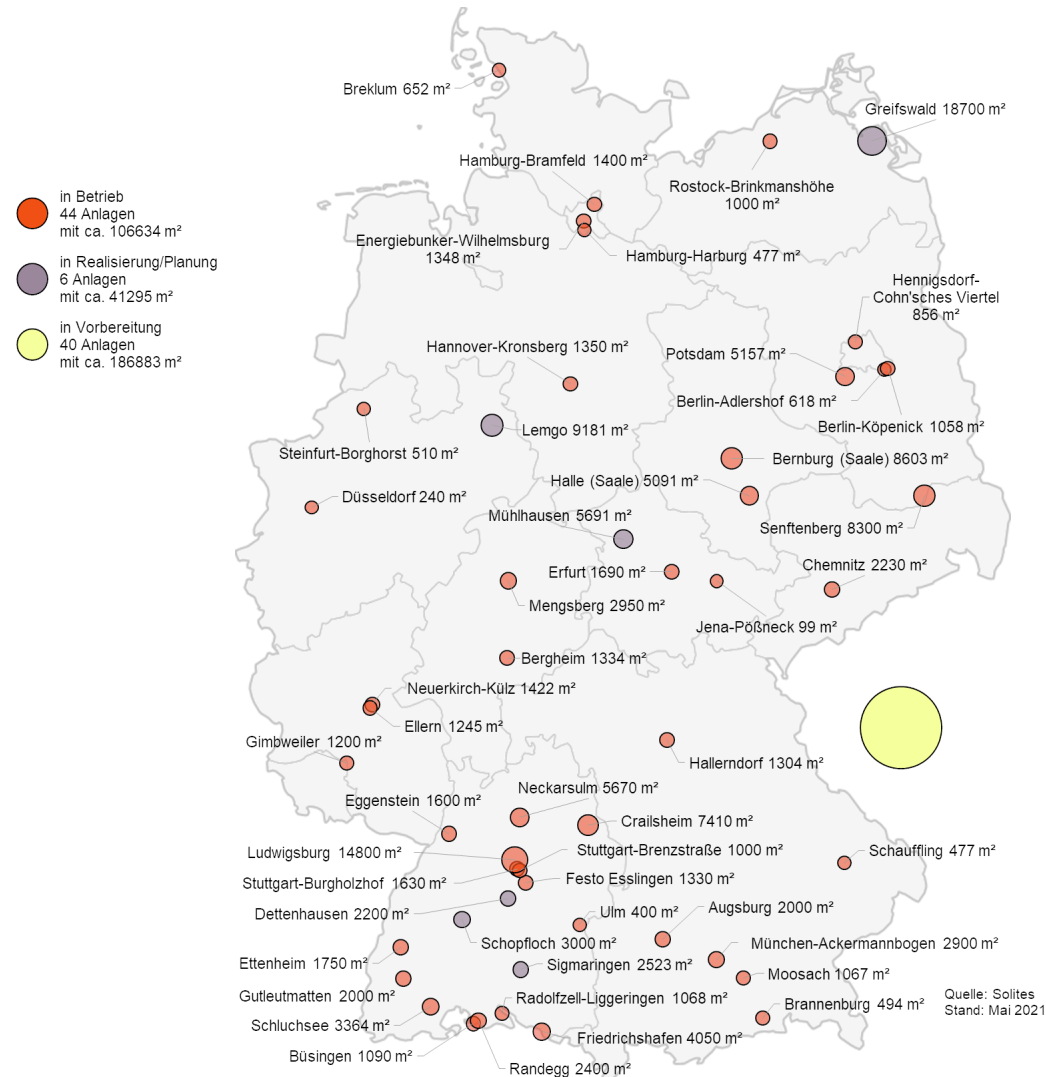 Breklum 652 m²
Greifswald 18700 m²
Hamburg-Bramfeld 1400 m²
Rostock-Brinkmanshöhe
1000 m²
in Betrieb
44 Anlagen
mit ca. 106634 m²
Energiebunker-Wilhelmsburg
1348 m²
Hamburg-Harburg 477 m²
in Realisierung/Planung
6 Anlagen
mit ca. 41295 m²
Hennigsdorf-
Cohn'sches Viertel
856 m²
in Vorbereitung
40 Anlagen
mit ca. 186883 m²
Hannover-Kronsberg 1350 m²
Potsdam 5157 m²
Berlin-Adlershof 618 m²
Berlin-Köpenick 1058 m²
Lemgo 9181 m²
Steinfurt-Borghorst 510 m²
Bernburg (Saale) 8603 m²
Halle (Saale) 5091 m²
Düsseldorf 240 m²
Mühlhausen 5691 m²
Senftenberg 8300 m²
Chemnitz 2230 m²
Erfurt 1690 m²
Mengsberg 2950 m²
Jena-Pößneck 99 m²
Bergheim 1334 m²
Neuerkirch-Külz 1422 m²
Ellern 1245 m²
Gimbweiler 1200 m²
Hallerndorf 1304 m²
Neckarsulm 5670 m²
Eggenstein 1600 m²
Crailsheim 7410 m²
Ludwigsburg 14800 m²
Stuttgart-Brenzstraße 1000 m²
Schauffling 477 m²
Stuttgart-Burgholzhof 1630 m²
Festo Esslingen 1330 m²
Dettenhausen 2200 m²
Ulm 400 m²
Augsburg 2000 m²
Schopfloch 3000 m²
München-Ackermannbogen 2900 m²
Ettenheim 1750 m²
Sigmaringen 2523 m²
Moosach 1067 m²
Gutleutmatten 2000 m²
Radolfzell-Liggeringen 1068 m²
Brannenburg 494 m²
Quelle: Solites
Stand: Mai 2021
Schluchsee 3364 m²
Friedrichshafen 4050 m²
Büsingen 1090 m²
Randegg 2400 m²